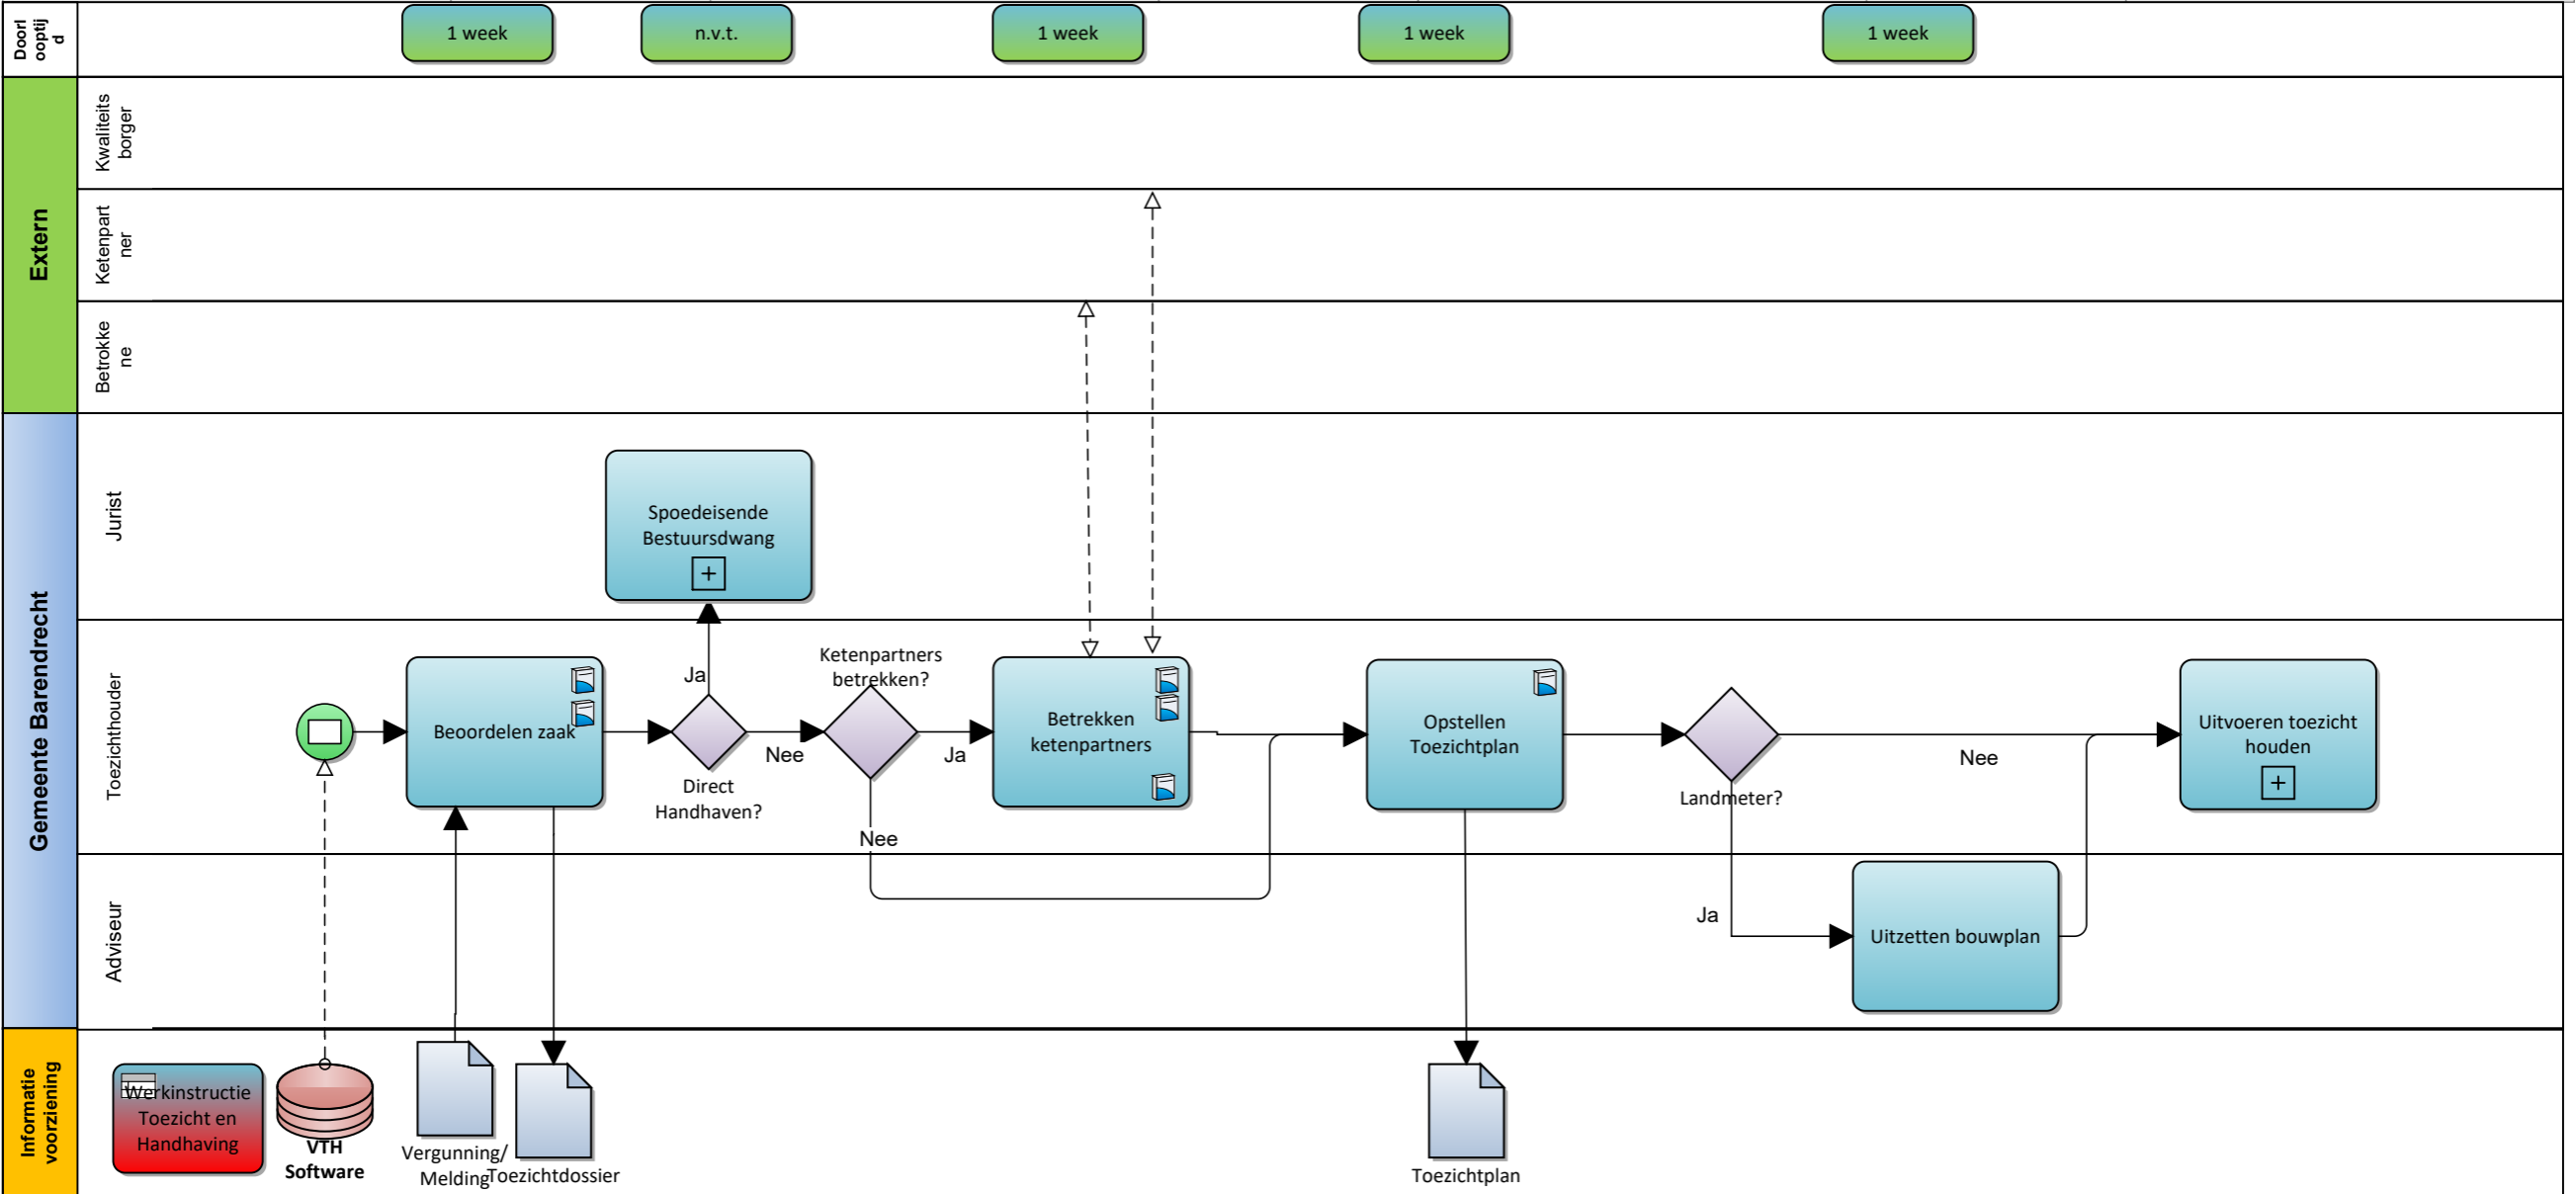 Doorl
ooptij
d
1 week
n.v.t.
1 week
1 week
1 week
Extern
Kwaliteits
borger
Ketenpart
ner
Betrokke
ne
Gemeente Barendrecht
Jurist
Spoedeisende
Bestuursdwang
Toezichthouder
Beoordelen zaak
Ja
Direct
Handhaven?
Nee
Ketenpartners
betrekken?
Ja
Nee
Betrekken
ketenpartners
Opstellen
Toezichtplan
Landmeter?
Nee
Uitvoeren toezicht
houden
Adviseur
Ja
Uitzetten bouwplan
Informatie
voorziening
Werkinstructie
Toezicht en
Handhaving
VTH
Software
Vergunning/
Melding
Toezichtdossier
Toezichtplan